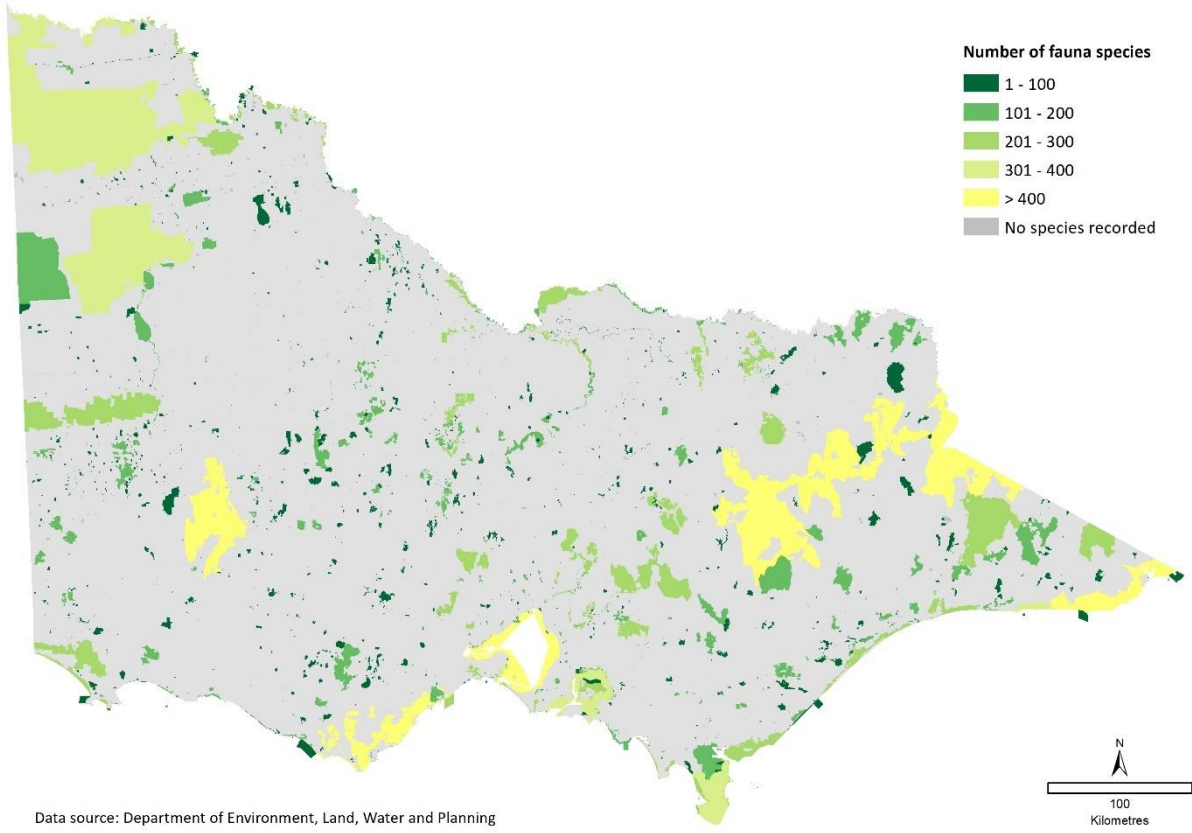 Number of fauna species
1 - 100
101 - 200
201 - 300
301 - 400
> 400
No species recorded
N
100
Kilometres
Data source: Department of Environment, Land, Water and Planning